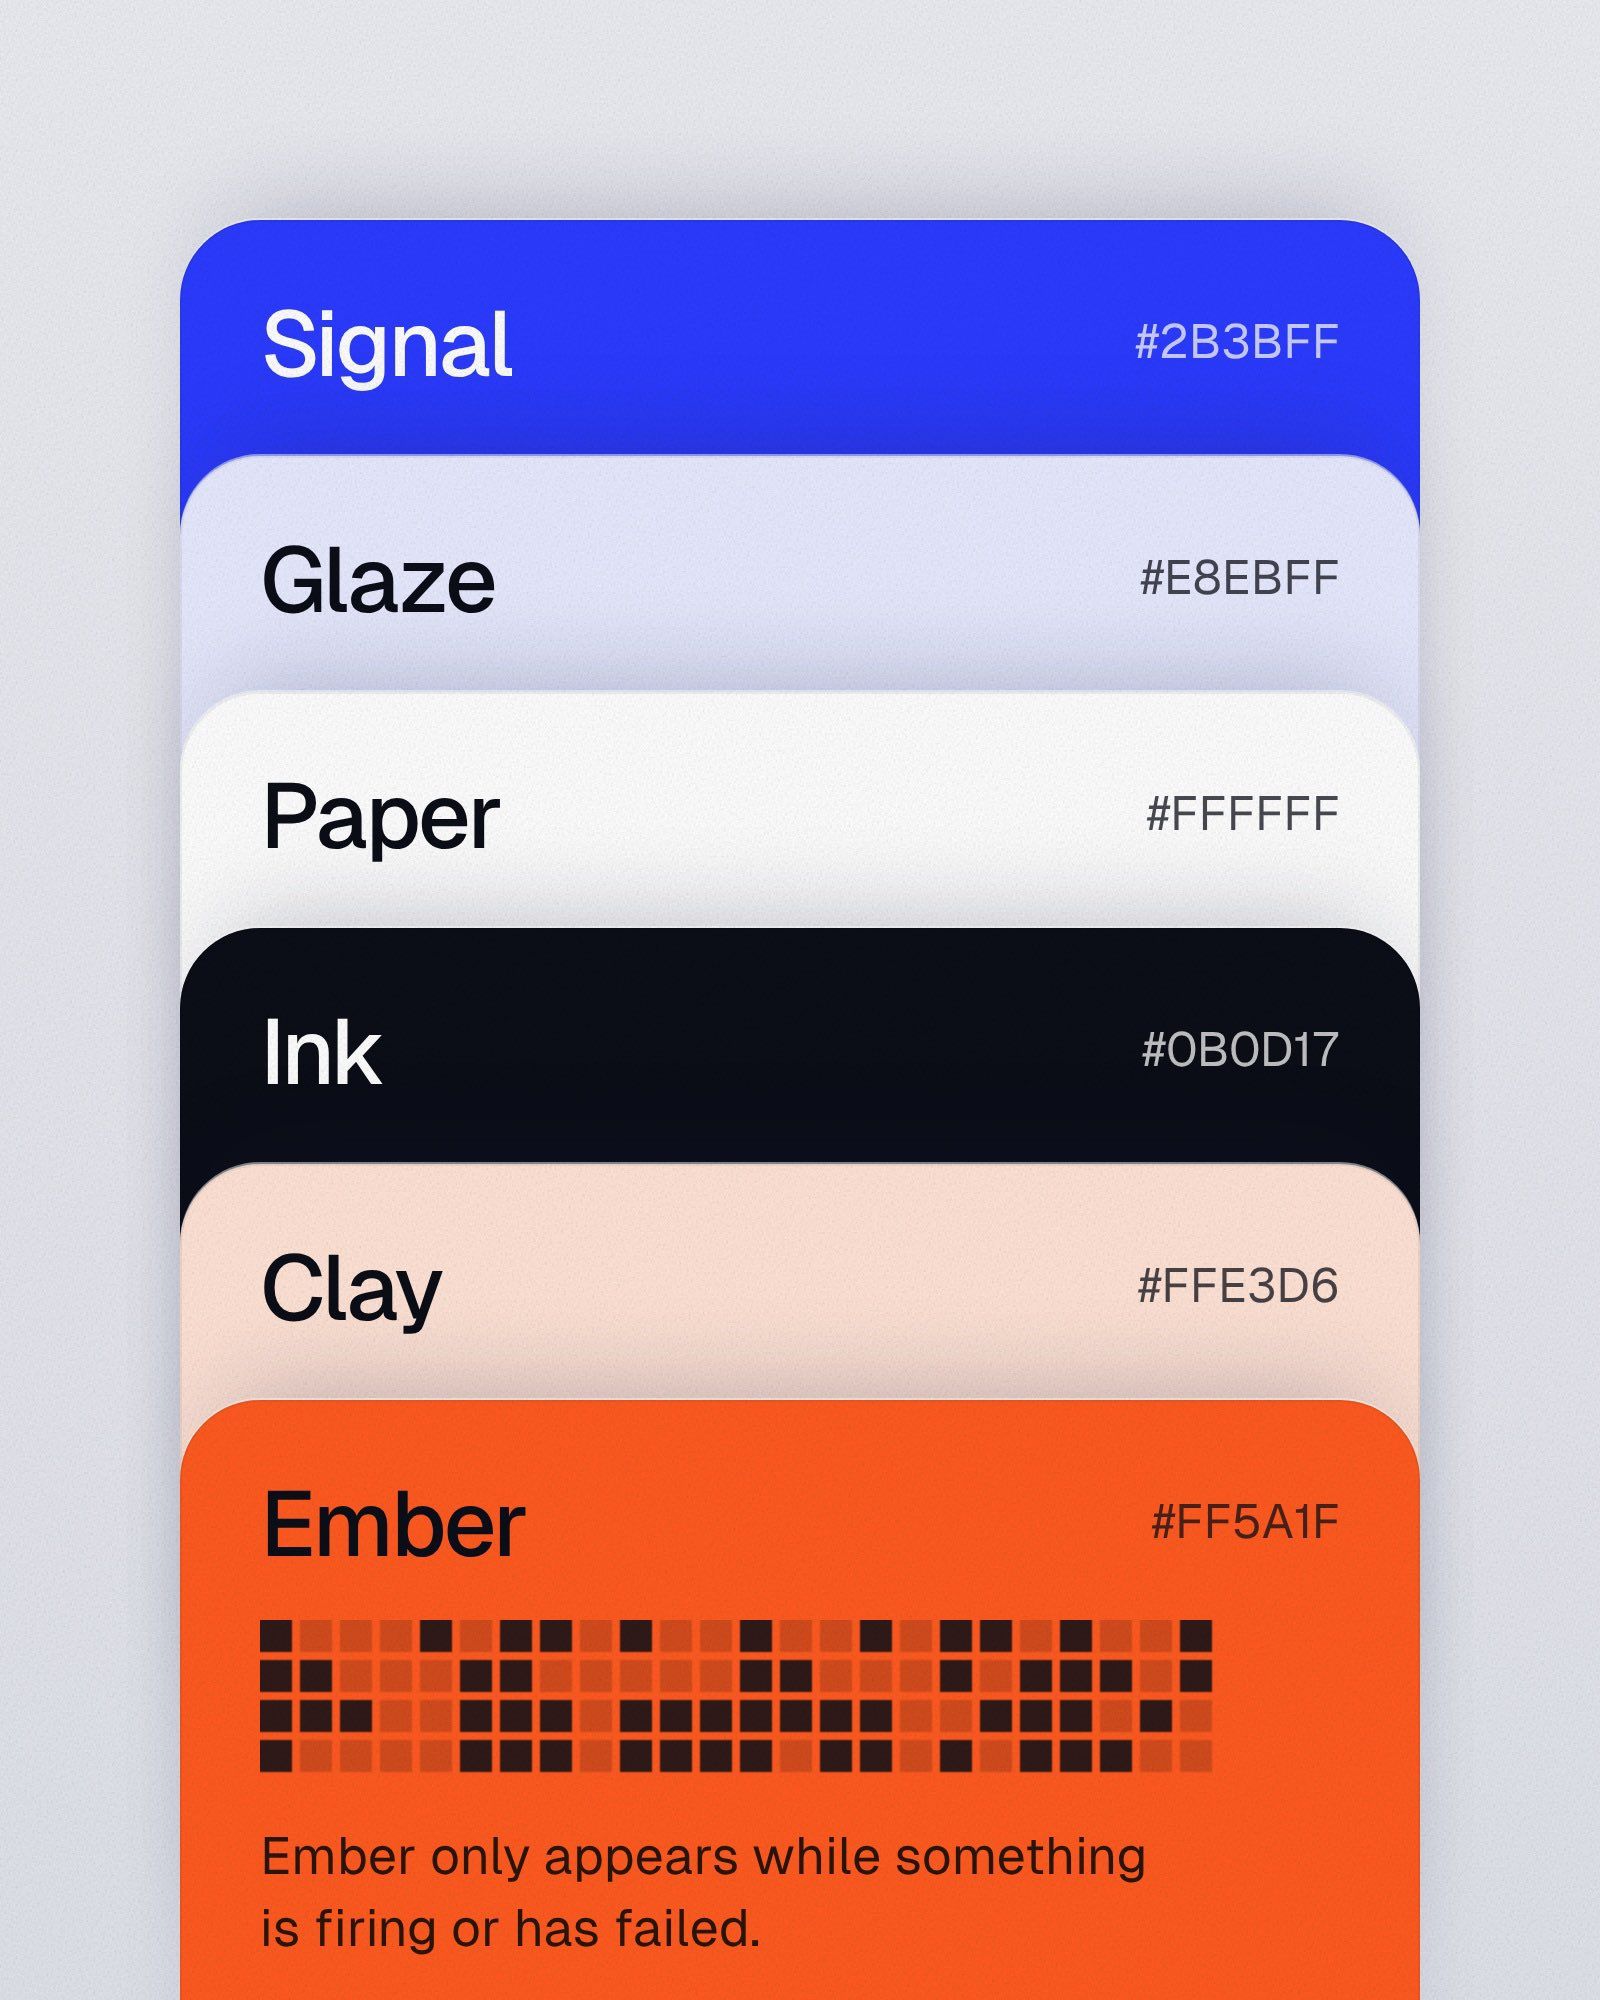 Signal #2B3BFF
Glaze #E8EBFF
Paper #FFFFFF
Ink #0B0D17
Clay #FFE3D6
Ember #FF5A1F
Ember only appears while something
is firing or has failed.